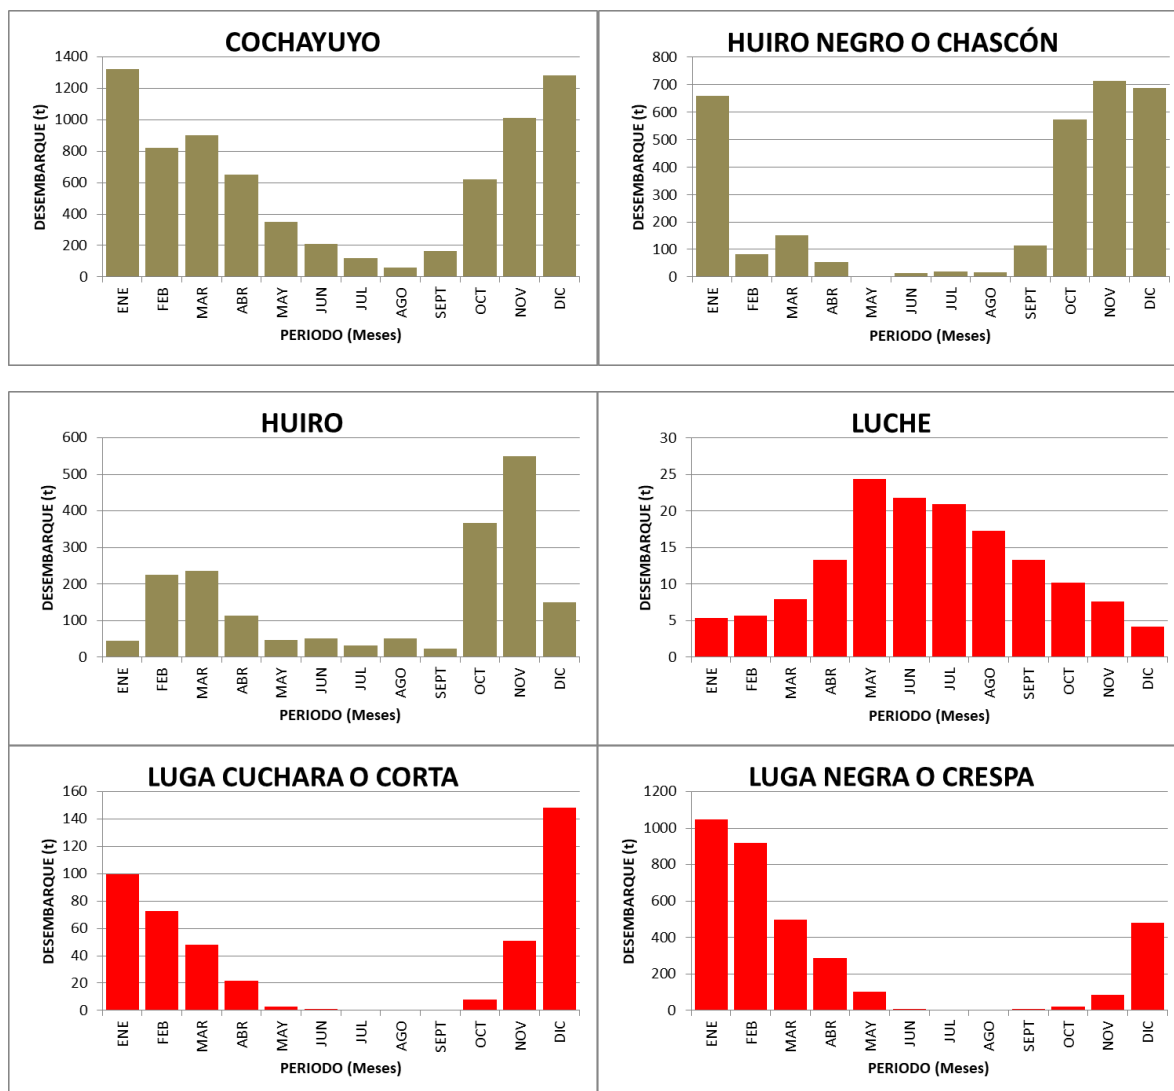 COCHAYUYO
DESEMBARQUE (t)
1400
1200
1000
800
600
400
200
0
ENE FEB MAR ABR MAY JUN JUL AGO SEPT OCT NOV DIC
PERIODO (Meses)
HUIRO NEGRO O CHASCÓN
DESEMBARQUE (t)
800
700
600
500
400
300
200
100
0
ENE FEB MAR ABR MAY JUN JUL AGO SEPT OCT NOV DIC
PERIODO (Meses)
HUIRO
DESEMBARQUE (t)
600
500
400
300
200
100
0
ENE FEB MAR ABR MAY JUN JUL AGO SEPT OCT NOV DIC
PERIODO (Meses)
LUCHE
DESEMBARQUE (t)
30
25
20
15
10
5
0
ENE FEB MAR ABR MAY JUN JUL AGO SEPT OCT NOV DIC
PERIODO (Meses)
LUGA CUCHARA O CORTA
DESEMBARQUE (t)
160
140
120
100
80
60
40
20
0
ENE FEB MAR ABR MAY JUN JUL AGO SEPT OCT NOV DIC
PERIODO (Meses)
LUGA NEGRA O CRESPA
DESEMBARQUE (t)
1200
1000
800
600
400
200
0
ENE FEB MAR ABR MAY JUN JUL AGO SEPT OCT NOV DIC
PERIODO (Meses)